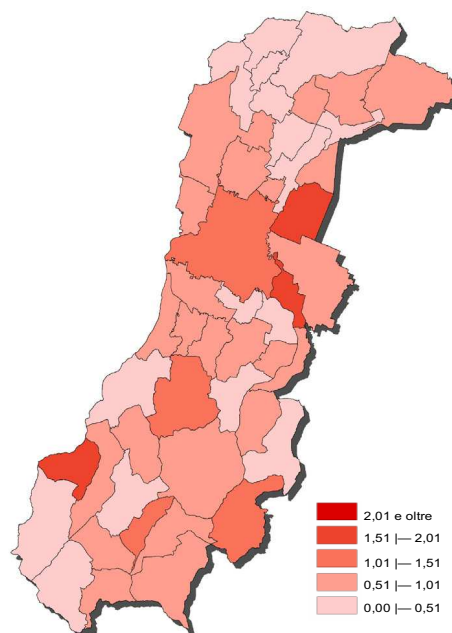 2,01 e oltre
1,51 |— 2,01
1,01 |— 1,51
0,51 |— 1,01
0,00 |— 0,51